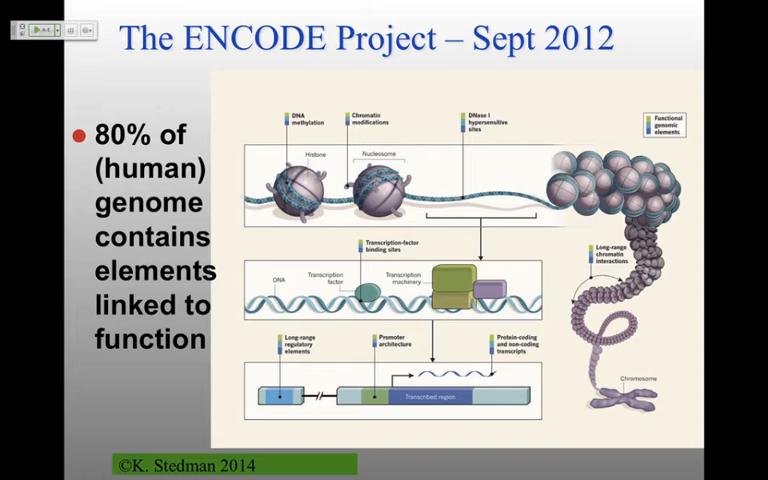 The ENCODE Project – Sept 2012
80% of
(human)
genome
contains
elements
linked to
function
DNA
methylation
Chromatin
modifications
DNase I
hypersensitive
sites
Functional
genomic
elements
Histone
Nucleosome
Long-range
chromatin
interactions
Transcription-factor
binding sites
DNA
Transcription
factor
Transcription
machinery
Long-range
regulatory
elements
Promoter
architecture
Protein-coding
and non-coding
transcripts
Transcribed region
Chromosome
©K. Stedman 2014